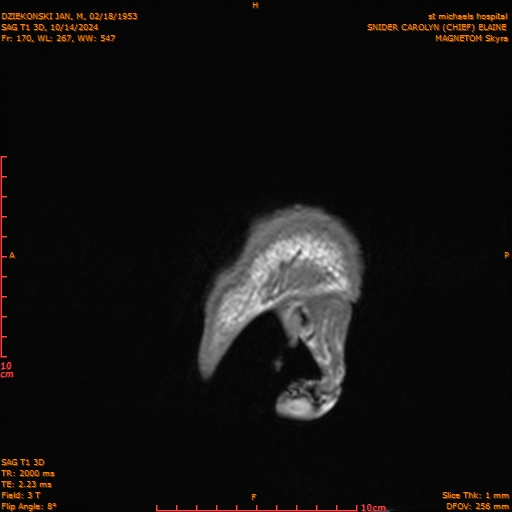 H
DZIEKONSKI JAN, M, 02/18/1953
SAG T1 3D, 10/14/2024
Fr: 170, WL: 267, WW: 547
st michaels hospital
SNIDER CAROLYN (CHIEF) ELAINE
MAGNETOM Skyra
A
P
10
cm
SAG T1 3D
TR: 2000 ms
TE: 2.23 ms
Field: 3 T
Flip Angle: 8°
F
10cm
Slice Thk: 1 mm
DFOV: 256 mm